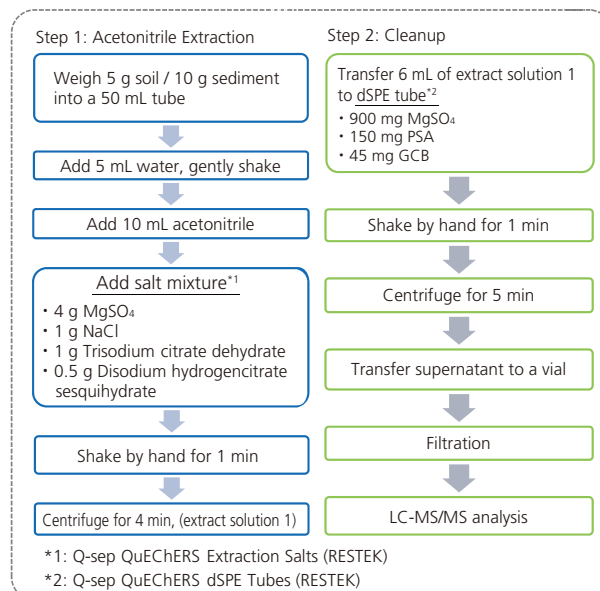 Step 1: Acetonitrile Extraction
Weigh 5 g soil / 10 g sediment
into a 50 mL tube
Add 5 mL water, gently shake
Add 10 mL acetonitrile
Add salt mixture*1
・4 g MgSO4
・1 g NaCl
・1 g Trisodium citrate dehydrate
・0.5 g Disodium hydrogencitrate
sesquihydrate
Shake by hand for 1 min
Centrifuge for 4 min, (extract solution 1)
Step 2: Cleanup
Transfer 6 mL of extract solution 1
to dSPE tube*2
・900 mg MgSO4
・150 mg PSA
・45 mg GCB
Shake by hand for 1 min
Centrifuge for 5 min
Transfer supernatant to a vial
Filtration
LC-MS/MS analysis
*1: Q-sep QuEChERS Extraction Salts (RESTEK)
*2: Q-sep QuEChERS dSPE Tubes (RESTEK)